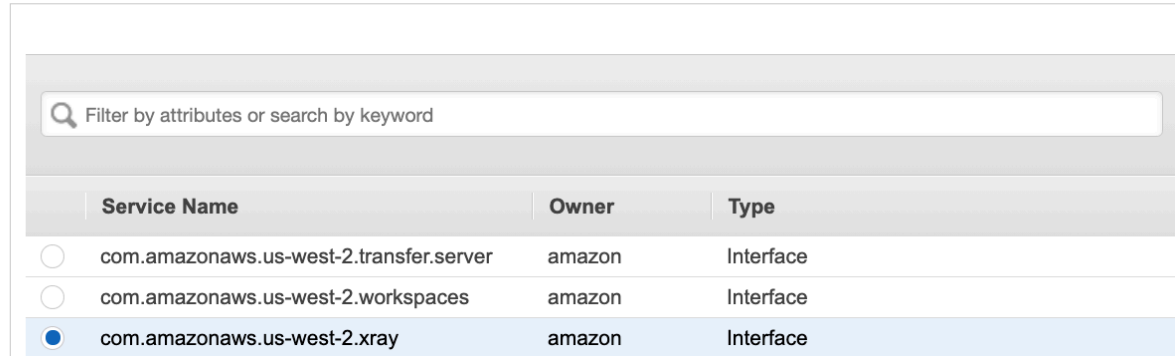 Filter by attributes or search by keyword
Service Name Owner Type
com.amazonaws.us-west-2.transfer.server amazon Interface
com.amazonaws.us-west-2.workspaces amazon Interface
com.amazonaws.us-west-2.xray amazon Interface